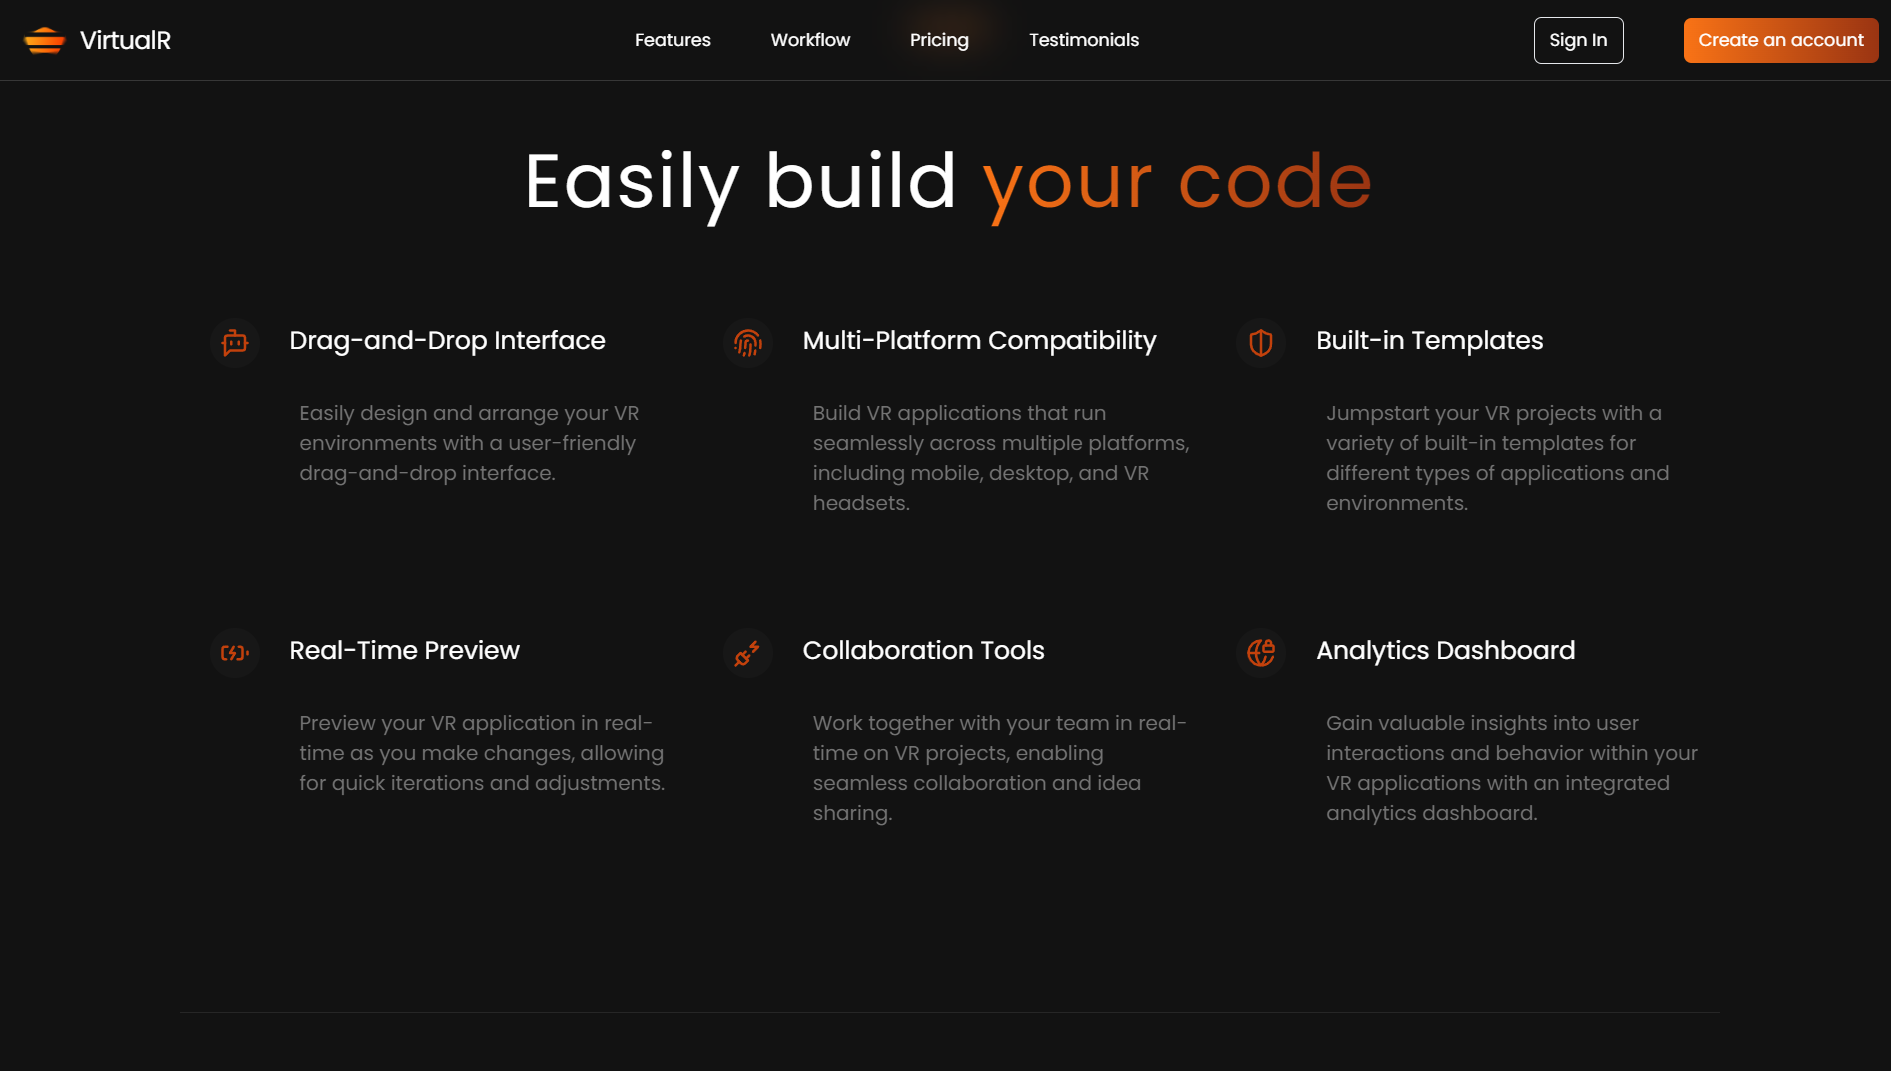 VirtualR
Features
Workflow
Pricing
Testimonials
Sign In
Create an account
Easily build your code
Drag-and-Drop Interface
Easily design and arrange your VR
environments with a user-friendly
drag-and-drop interface.
Multi-Platform Compatibility
Build VR applications that run
seamlessly across multiple platforms,
including mobile, desktop, and VR
headsets.
Built-in Templates
Jumpstart your VR projects with a
variety of built-in templates for
different types of applications and
environments.
Real-Time Preview
Preview your VR application in real-
time as you make changes, allowing
for quick iterations and adjustments.
Collaboration Tools
Work together with your team in real-
time on VR projects, enabling
seamless collaboration and idea
sharing.
Analytics Dashboard
Gain valuable insights into user
interactions and behavior within your
VR applications with an integrated
analytics dashboard.